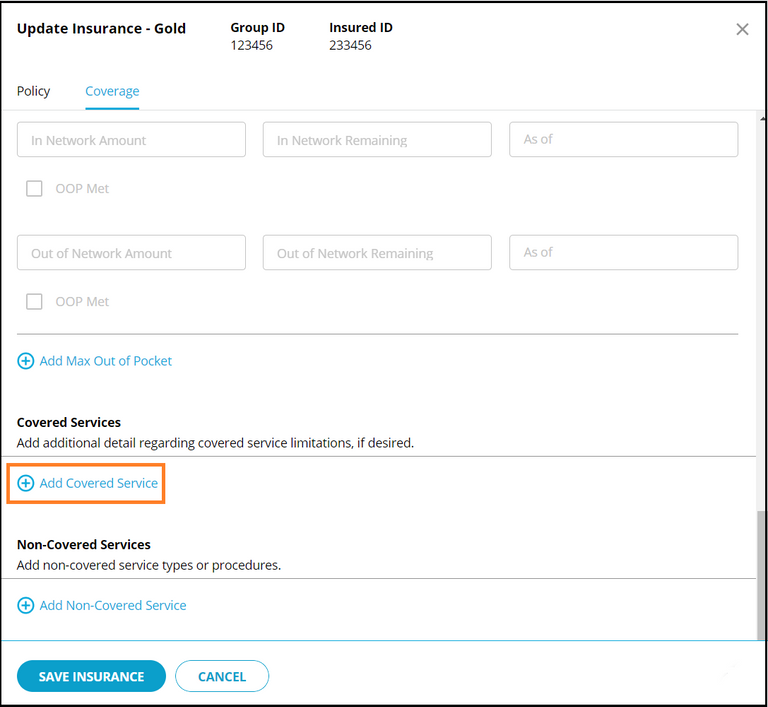 Update Insurance - Gold Group ID Insured ID
123456 233456
Policy Coverage
In Network Amount In Network Remaining As of
OOP Met
Out of Network Amount Out of Network Remaining As of
OOP Met
Add Max Out of Pocket
Covered Services
Add additional detail regarding covered service limitations, if desired.
Add Covered Service
Non-Covered Services
Add non-covered service types or procedures.
Add Non-Covered Service
SAVE INSURANCE CANCEL